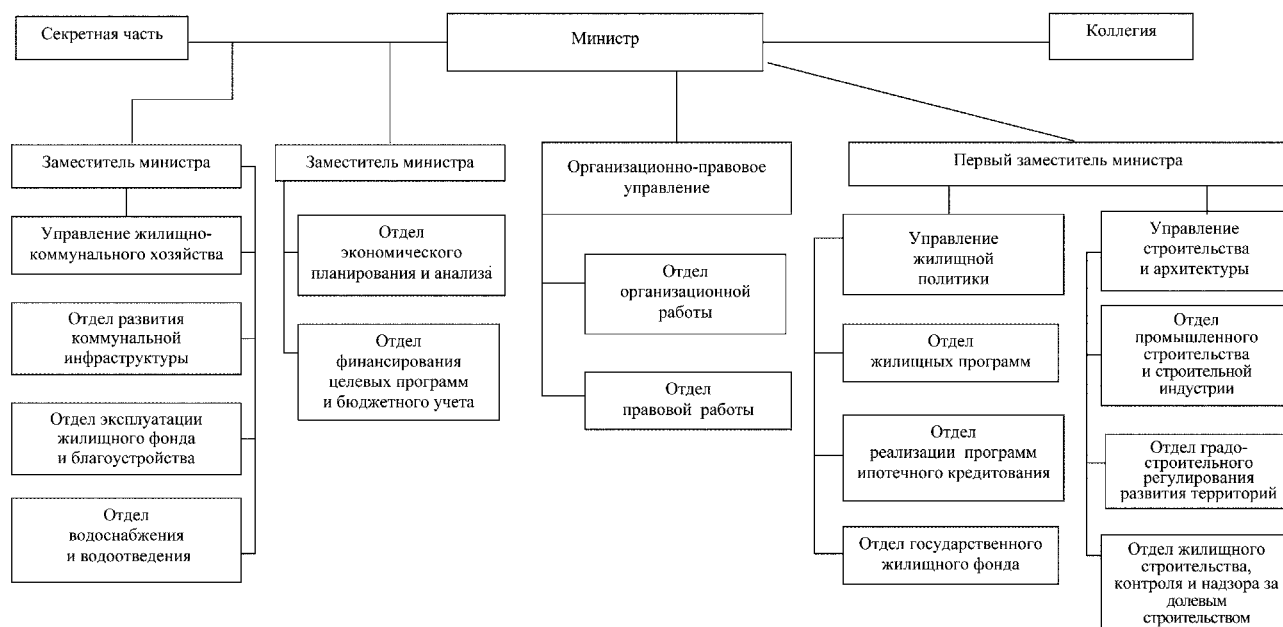 Секретная часть
Министр
Коллегия
Заместитель министра
Заместитель министра
Организационно-правовое
управление
Первый заместитель министра
Управление жилищно-
коммунального хозяйства
Отдел развития
коммунальной
инфраструктуры
Отдел эксплуатации
жилищного фонда
и благоустройства
Отдел
водоснабжения
и водоотведения
Отдел
экономического
планирования и анализа
Отдел
финансирования
целевых программ
и бюджетного учета
Отдел
организационной
работы
Отдел
правовой работы
Управление
жилищной
политики
Отдел
жилищных программ
Отдел
реализации программ
ипотечного кредитования
Отдел государственного
жилищного фонда
Управление
строительства
и архитектуры
Отдел
промышленного
строительства
и строительной
индустрии
Отдел градо-
строительного
регулирования
развития территорий
Отдел жилищного
строительства,
контроля и надзора за
долевым
строительством